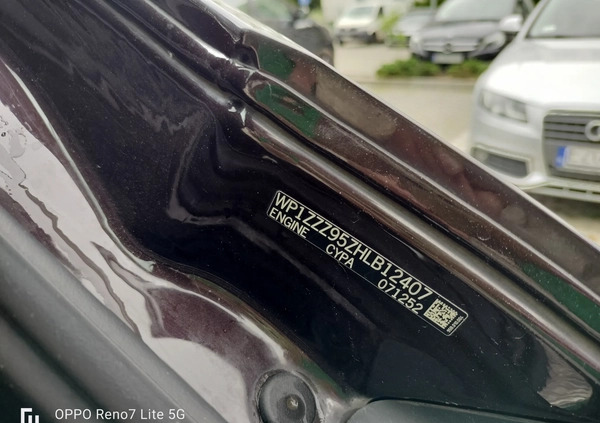 WP1ZZZ95ZHLB12407
ENGINE CYPA 071252
OPPO Reno7 Lite 5G